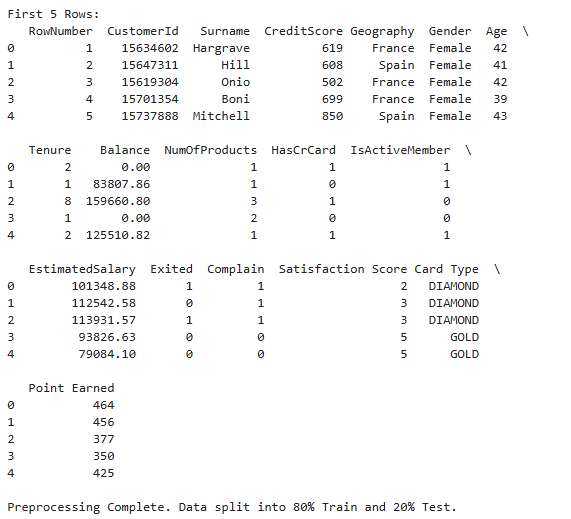 First 5 Rows:
   RowNumber  CustomerId   Surname  CreditScore Geography  Gender  Age  \
0          1    15634602  Hargrave          619    France  Female   42
1          2    15647311      Hill          608     Spain  Female   41
2          3    15619304      Onio          502    France  Female   42
3          4    15701354      Boni          699    France  Female   39
4          5    15737888  Mitchell          850     Spain  Female   43
   Tenure    Balance  NumOfProducts  HasCrCard  IsActiveMember  \
0       2       0.00              1          1               1
1       1   83807.86              1          0               1
2       8  159660.80              3          1               0
3       1       0.00              2          0               0
4       2  125510.82              1          1               1
   EstimatedSalary  Exited  Complain  Satisfaction Score Card Type  \
0        101348.88       1         1                   2   DIAMOND
1        112542.58       0         1                   3   DIAMOND
2        113931.57       1         1                   3   DIAMOND
3         93826.63       0         0                   5      GOLD
4         79084.10       0         0                   5      GOLD
   Point Earned
0           464
1           456
2           377
3           350
4           425
Preprocessing Complete. Data split into 80% Train and 20% Test.